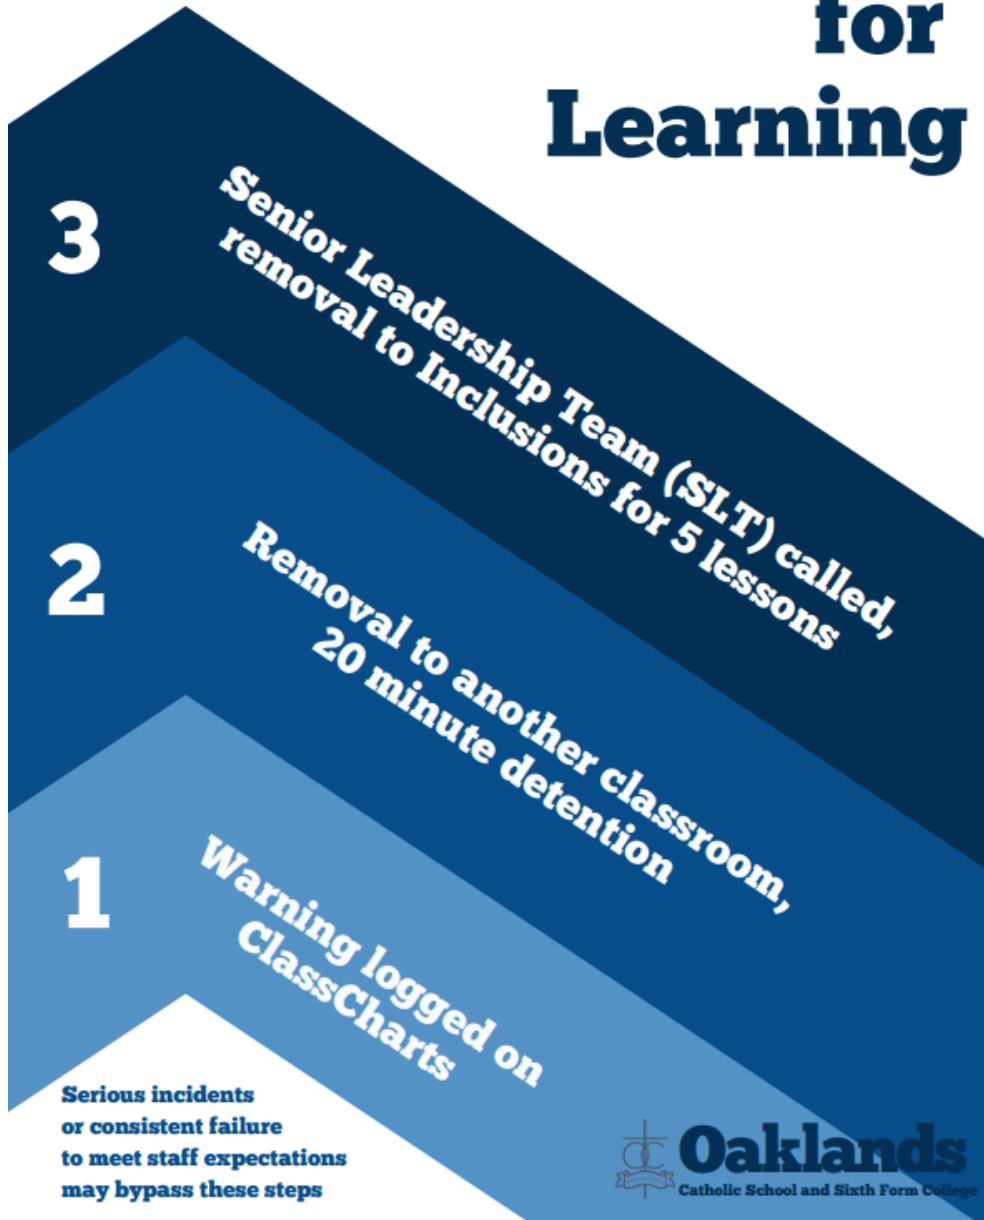 for
Learning
3
Senior Leadership Team (SLT) called,
removal to Inclusions for 5 lessons
2
Removal to another classroom,
20 minute detention
1
Warning logged on
ClassCharts
Serious incidents
or consistent failure
to meet staff expectations
may bypass these steps
Oaklands
Catholic School and Sixth Form College